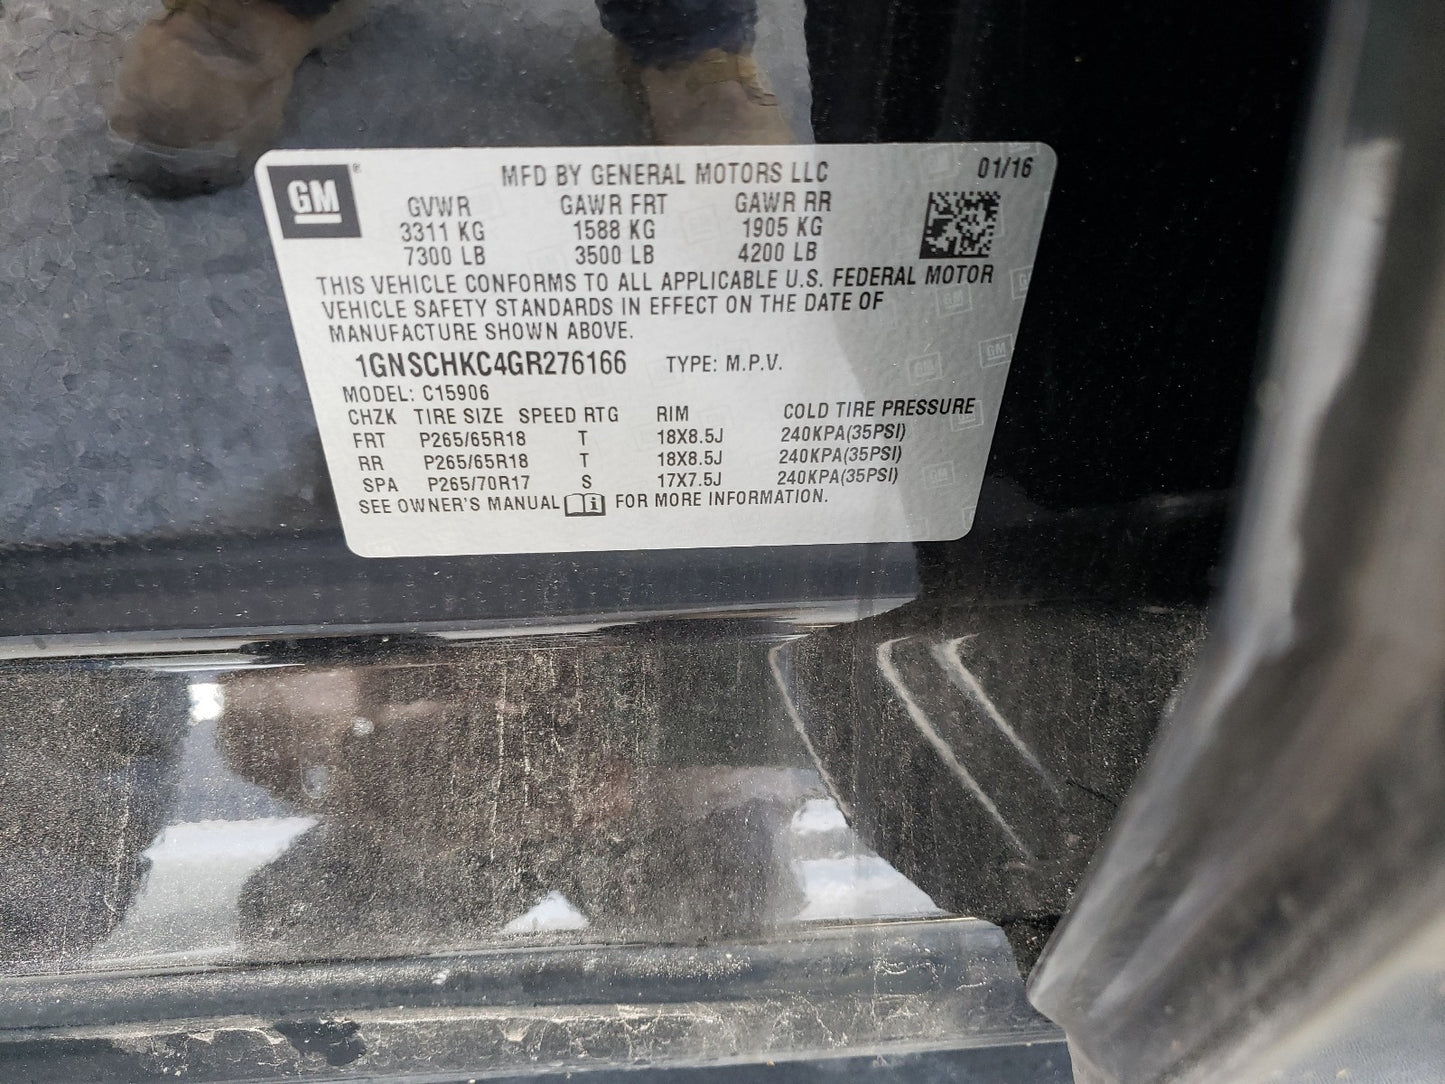 GM ®
MFD BY GENERAL MOTORS LLC 01/16
GVWR GAWR FRT GAWR RR
3311 KG 1588 KG 1905 KG
7300 LB 3500 LB 4200 LB
THIS VEHICLE CONFORMS TO ALL APPLICABLE U.S. FEDERAL MOTOR
VEHICLE SAFETY STANDARDS IN EFFECT ON THE DATE OF
MANUFACTURE SHOWN ABOVE.
1GNSCHKC4GR276166 TYPE: M.P.V.
MODEL: C15906
CHZK TIRE SIZE SPEED RTG RIM COLD TIRE PRESSURE
FRT P265/65R18 T 18X8.5J 240KPA(35PSI)
RR P265/65R18 T 18X8.5J 240KPA(35PSI)
SPA P265/70R17 S 17X7.5J 240KPA(35PSI)
SEE OWNER'S MANUAL i FOR MORE INFORMATION.